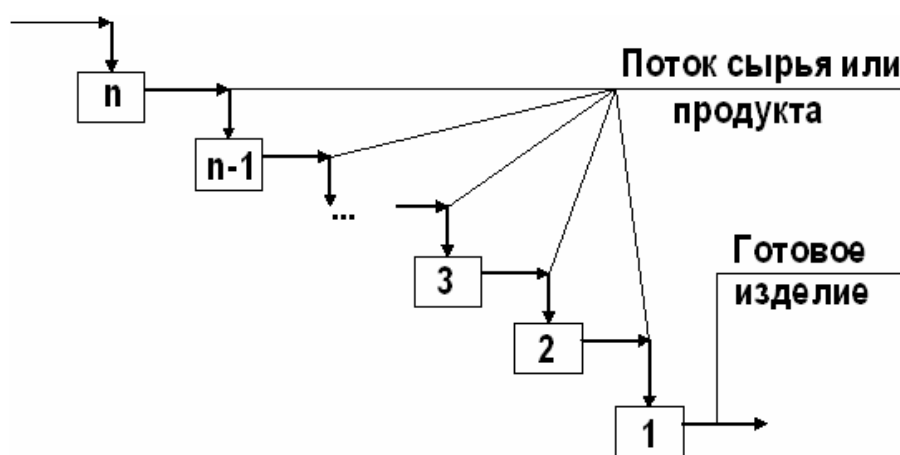 n
Поток сырья или
продукта
n-1
...
3
Готовое
изделие
2
1